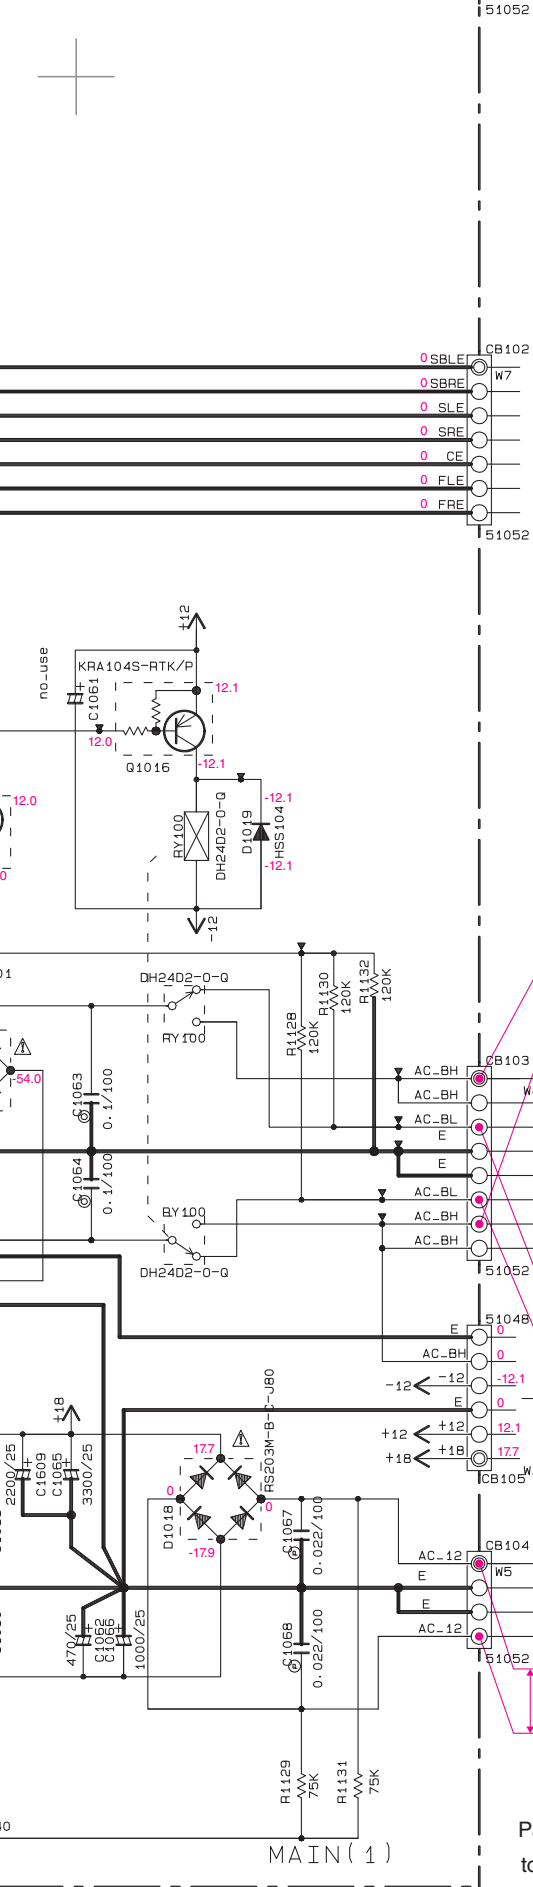 51052
CB102
0 SBLE
W7
0 SBRE
0 SLE
0 SRE
0 CE
0 FLE
0 FRE
51052
+12
no_use
KRA104S-RTK/P
C1061
+
12.1
12.0
Q1016
-12.1
12.0
RY100
DH24D2-0-Q
D1019
HSS104
-12.1
-12.1
0
-12
01
DH24D2-0-Q
RY100
R1128
120K
R1130
120K
R1132
120K
-54.0
C1063
0.1/100
CB103
AC_BH
W
AC_BH
AC_BL
E
E
C1064
0.1/100
AC_BL
RY100
AC_BH
AC_BH
DH24D2-0-Q
51052
51048
E
0
AC_BH
0
-12
-12
-12.1
E
0
+12
+12
12.1
+18
+18
17.7
CB105
W
+18
2200/25
C1609
+
C1065
+
3300/25
17.7
RS203M-B-C-J80
0
0
D1018
-17.9
C1067
0.022/100
P
CB104
AC_12
W5
E
E
AC_12
51052
470/25
C1062
+
C1066
+
1000/25
C1068
0.022/100
P
R1129
75K
R1131
75K
40
MAIN(1)
P
to